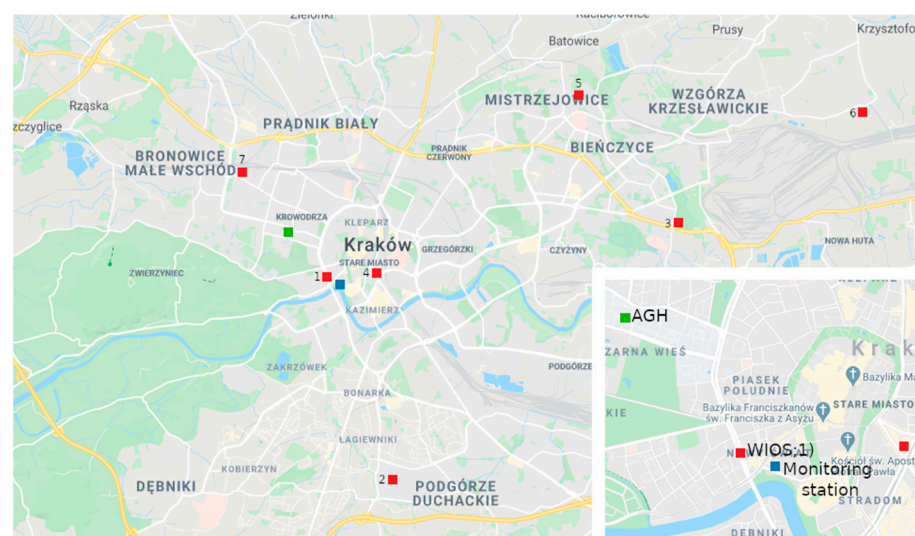 Zielonki
Raciborowice
Batowice
Prusy
Krzysztofo
Rząska
zczyglice
5
MISTRZEJOWICE
WZGÓRZA
KRZESŁAWICKIE
6
PRĄDNIK BIAŁY
PRĄDNIK
CZERWONY
BIEŃCZYCE
BRONOWICE
MAŁE WSCHÓD
7
KROWODRZA
KLEPARZ
3
Kraków
GRZEGÓRZKI
CZYŻYNY
NOWA HUTA
STARE MIASTO
ZWIERZYNIEC
1
4
KAZIMIERZ
ZAKRZÓWEK
PODGÓRZE
BONARKA
ŁAGIEWNIKI
KOBIERZYN
2
DĘBNIKI
PODGÓRZE
DUCHACKIE
AGH
ZARNA WIEŚ
Krak
PIASEK
POŁUDNIE
Bazylika Ma
Bazylika Franciszkanów
św. Franciszka z Asyżu
STARE MIASTO
KIE
WIOS;1)
Kościół św. Apost
Monitoring
station
STRADOM
DĘBNIKI